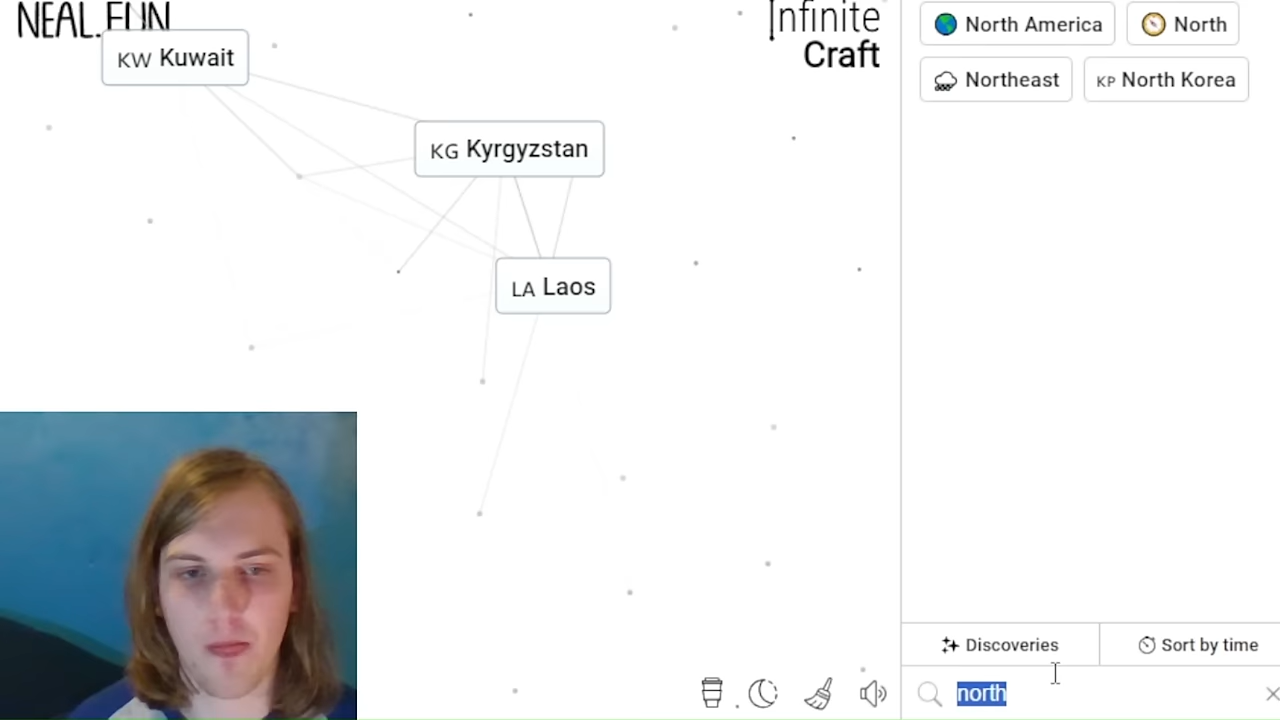 NEAL.FUN
Infinite
Craft
KW Kuwait
KG Kyrgyzstan
LA Laos
North America
North
Northeast
KP North Korea
Discoveries
Sort by time
north